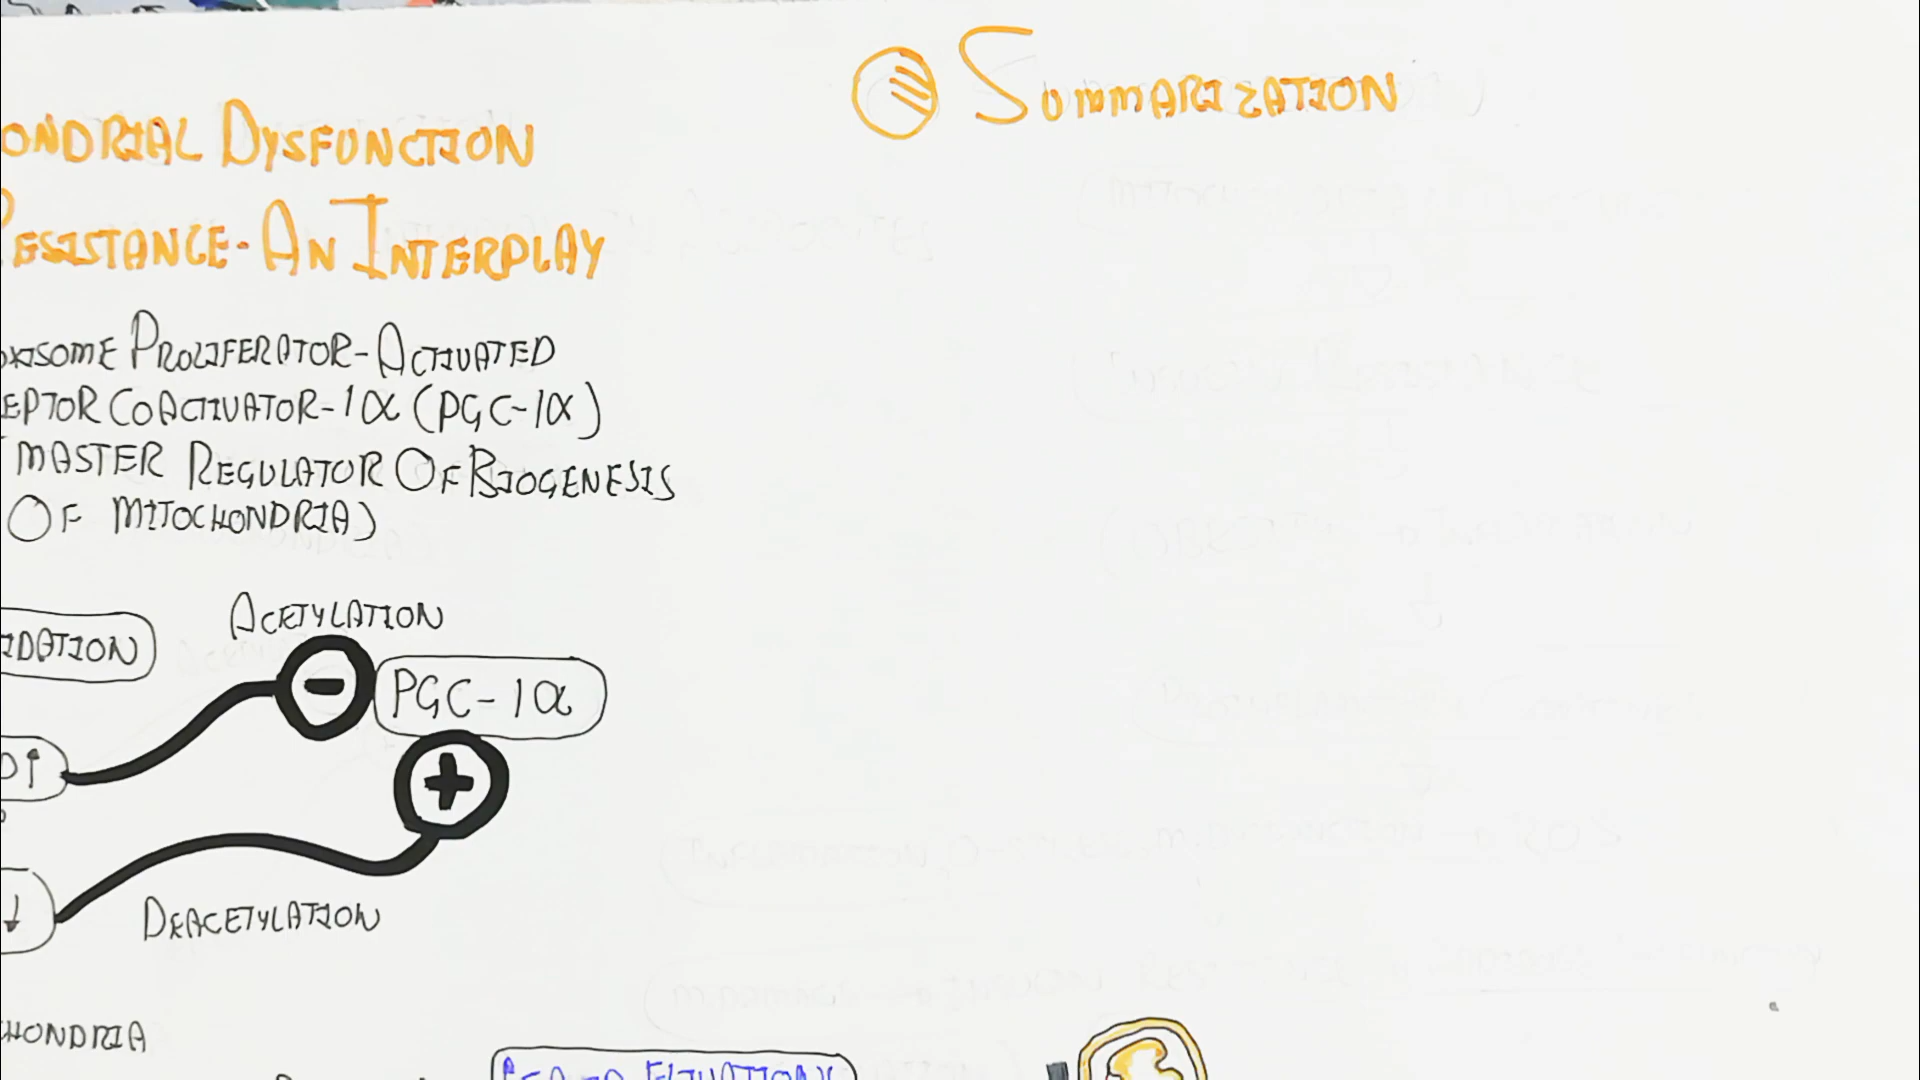 ONDRIAL DYSFUNCTION
RESISTANCE - AN INTERPLAY
OXISOME PROLIFERATOR-ACTIVATED
EPTOR COACTIVATOR-1α (PGC-1α)
MASTER REGULATOR OF BIOGENESIS
OF MITOCHONDRIA)
IDATION
ACETYLATION
PGC-1α
↑
↓
DEACETYLATION
HONDRIA
SUMMARIZATION